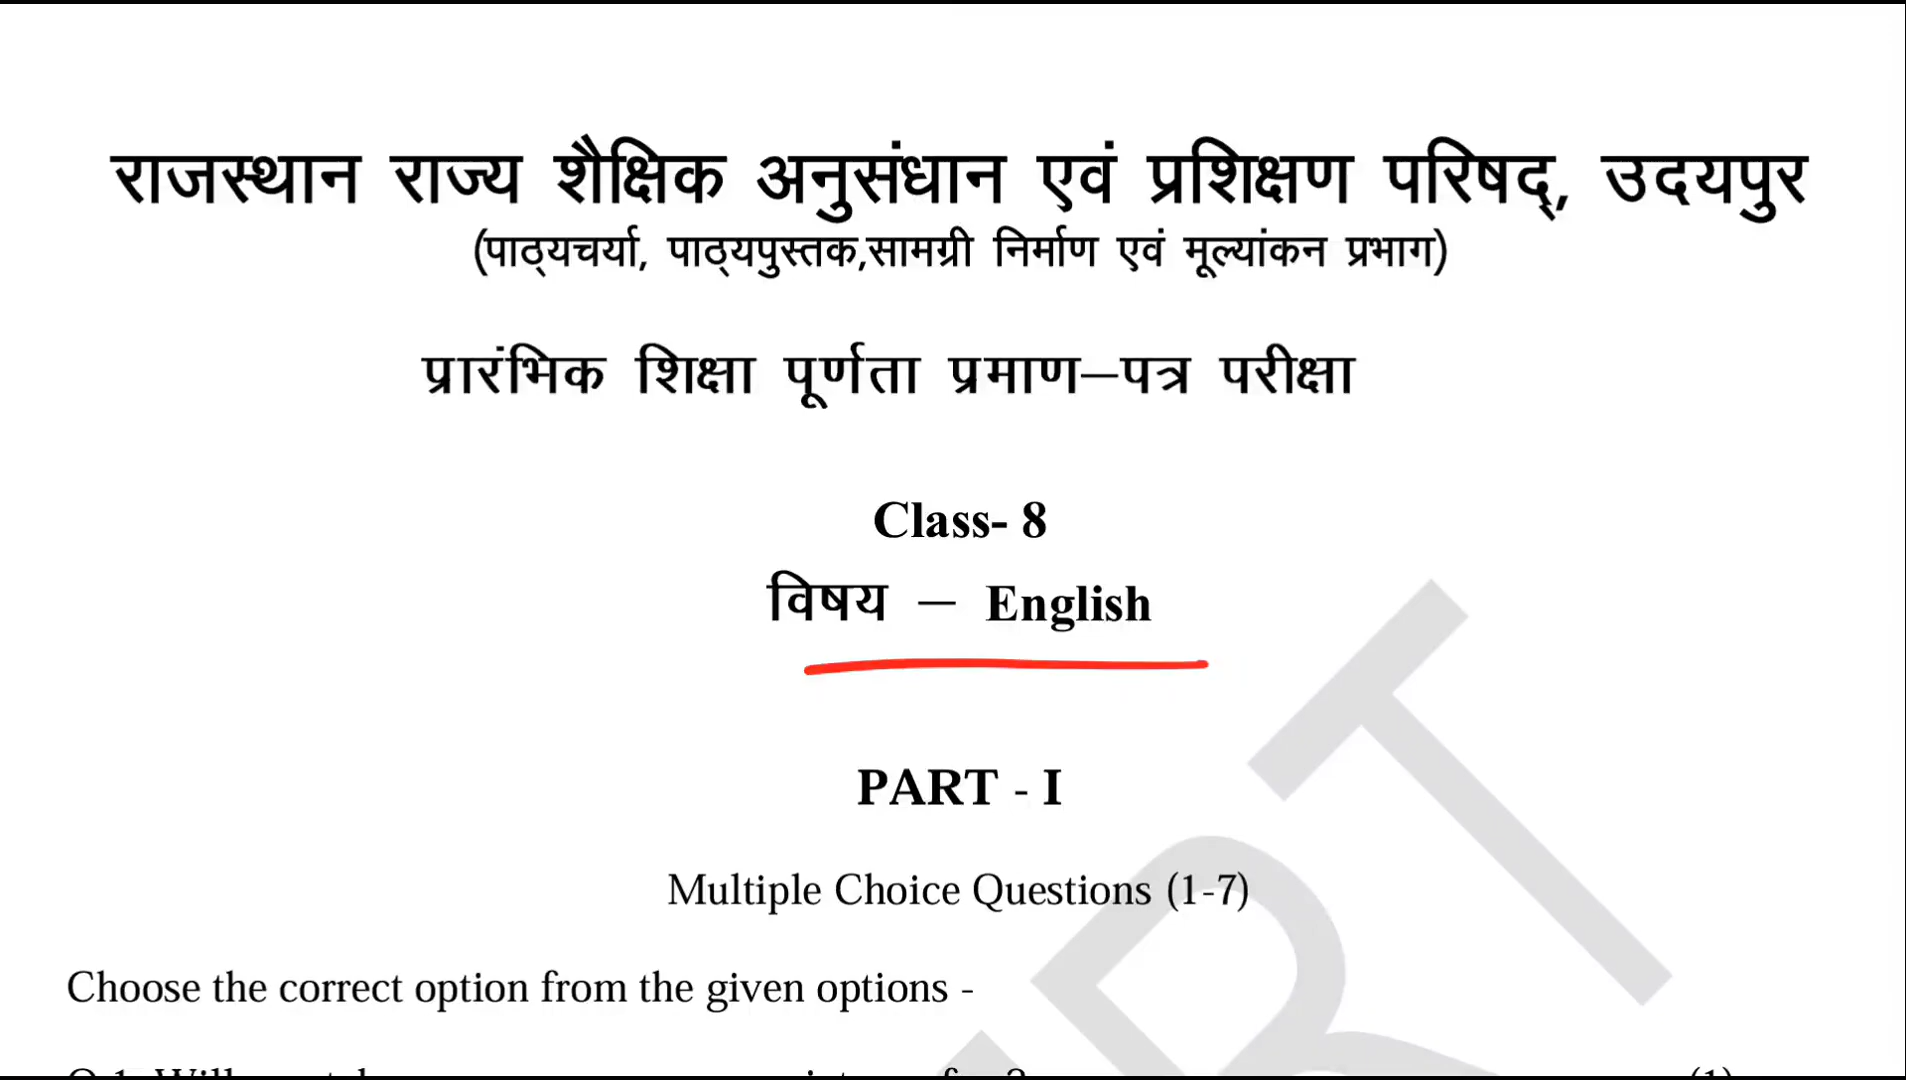 राजस्थान राज्य शैक्षिक अनुसंधान एवं प्रशिक्षण परिषद्, उदयपुर
(पाठ्यचर्या, पाठ्यपुस्तक,सामग्री निर्माण एवं मूल्यांकन प्रभाग)
प्रारंभिक शिक्षा पूर्णता प्रमाण–पत्र परीक्षा
Class- 8
विषय – English
PART - I
Multiple Choice Questions (1-7)
Choose the correct option from the given options -